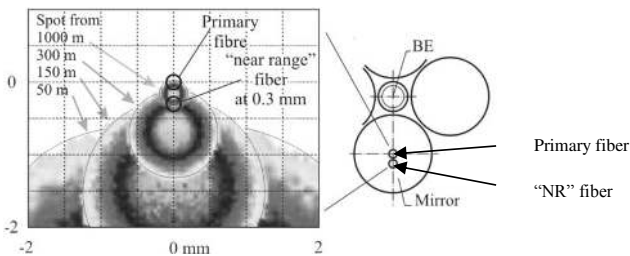 Spot from
1000 m
300 m
150 m
50 m
Primary
fibre
“near range”
fiber
at 0.3 mm
0
-2
-2
0 mm
2
BE
Mirror
Primary fiber
“NR” fiber